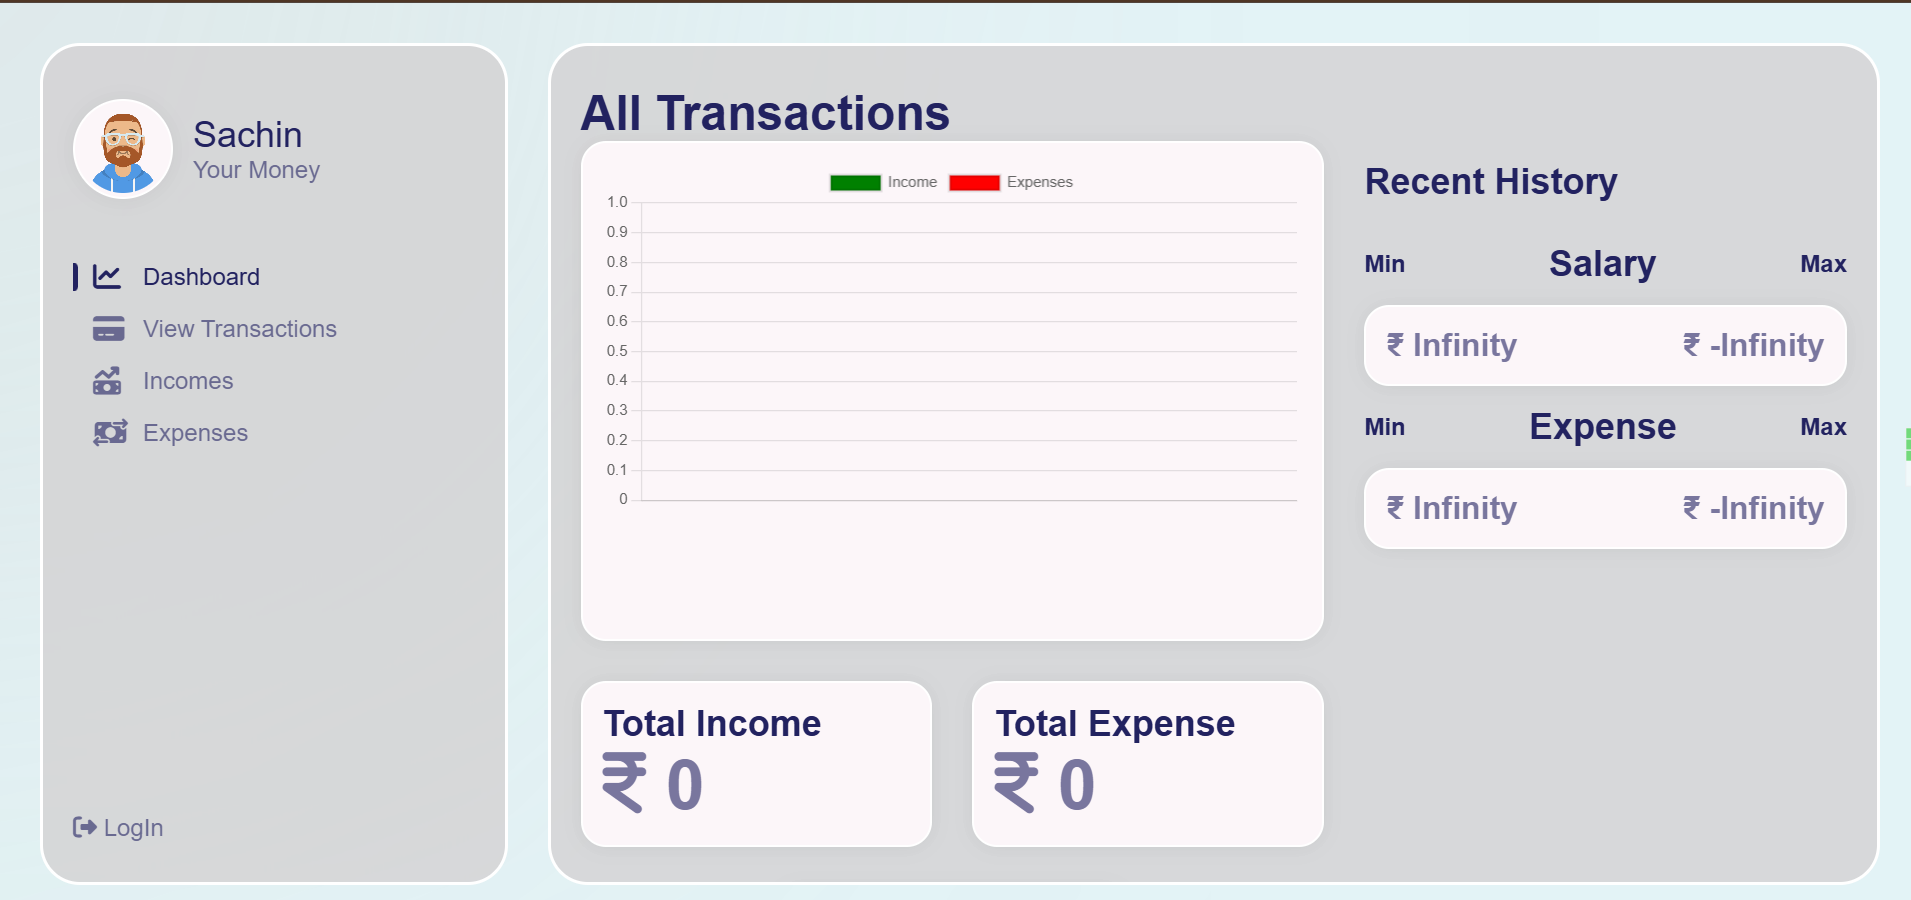 Sachin
Your Money
Dashboard
View Transactions
Incomes
Expenses
LogIn
All Transactions
Income Expenses
1.0
0.9
0.8
0.7
0.6
0.5
0.4
0.3
0.2
0.1
0
Total Income
₹ 0
Total Expense
₹ 0
Recent History
Min Salary Max
₹ Infinity ₹ -Infinity
Min Expense Max
₹ Infinity ₹ -Infinity